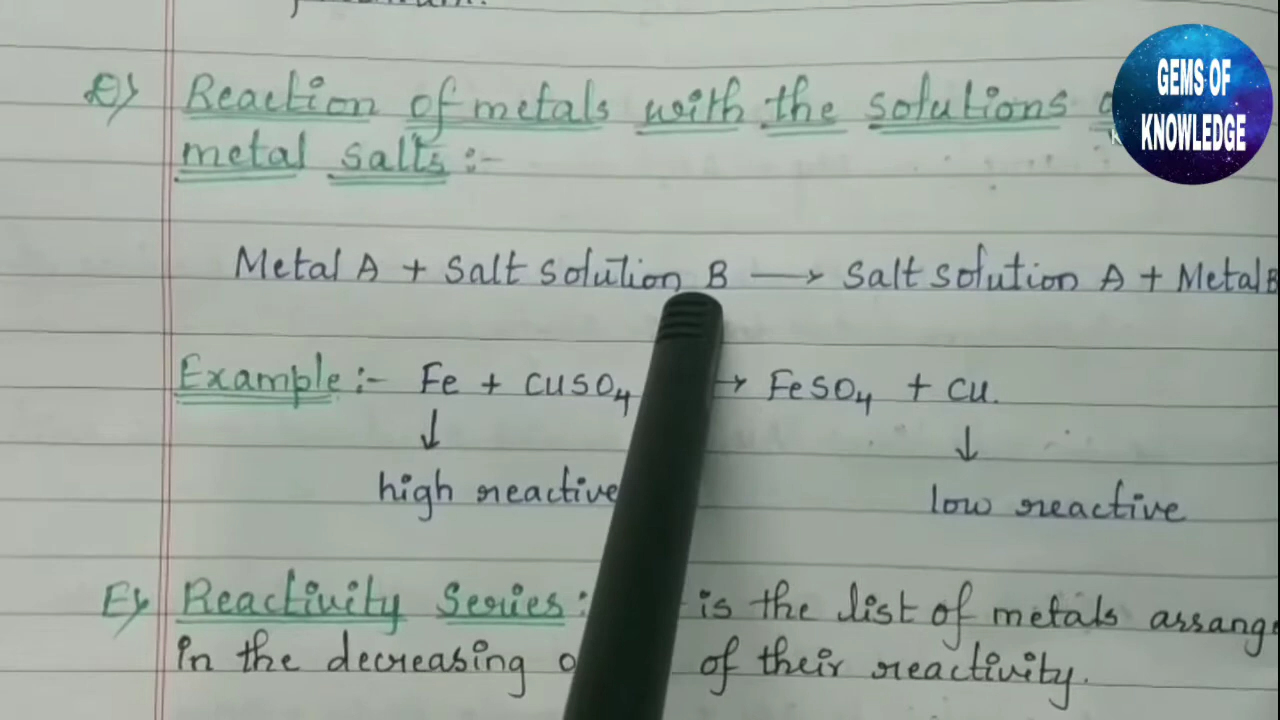 D) Reaction of metals with the solutions
metal salts :-
Metal A + Salt solution B → Salt solution A + Metal B
Example :- Fe + CuSO4 → FeSO4 + Cu.
↓ ↓
high reactive low reactive
E) Reactivity Series : is the list of metals
in the decreasing of their reactivity.
GEMS OF
KNOWLEDGE